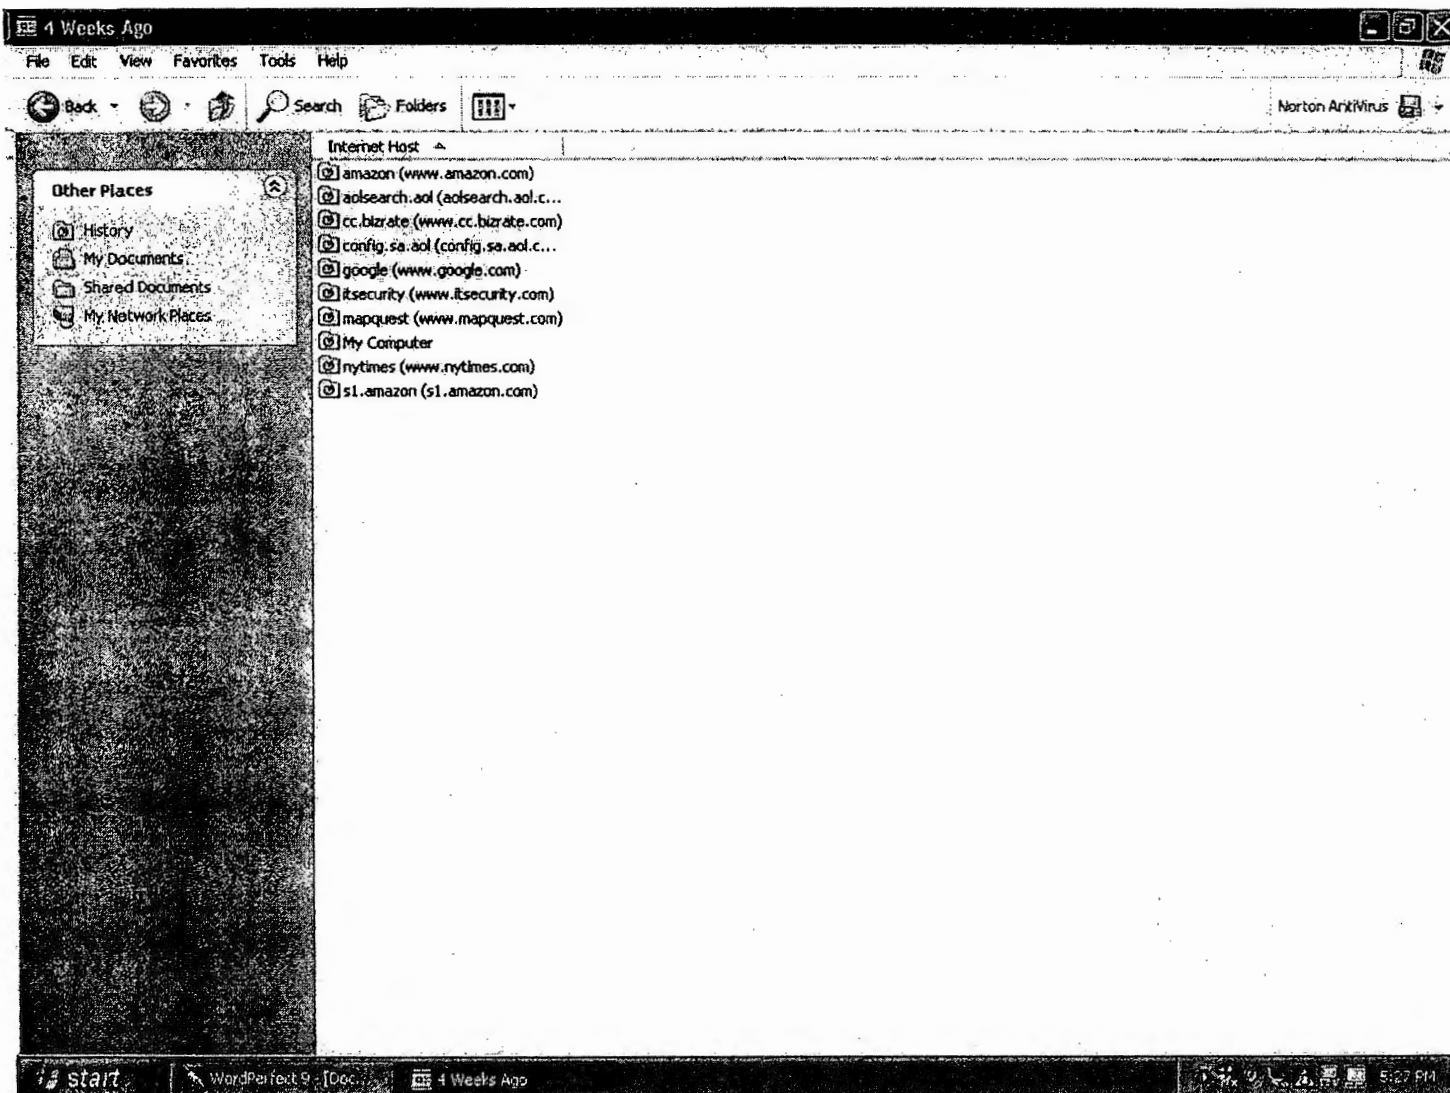 4 Weeks Ago
File Edit View Favorites Tools Help
Back Search Folders Norton AntiVirus
Internet Host
Other Places
History
My Documents
Shared Documents
My Network Places
amazon (www.amazon.com)
aolsearch.aol (aolsearch.aol.c...
cc.bizrate (www.cc.bizrate.com)
config.sa.aol (config.sa.aol.c...
google (www.google.com)
itsecurity (www.itsecurity.com)
mapquest (www.mapquest.com)
My Computer
nytimes (www.nytimes.com)
s1.amazon (s1.amazon.com)
start WordPerfect 9 - [Doc... 4 Weeks Ago 5:27 PM